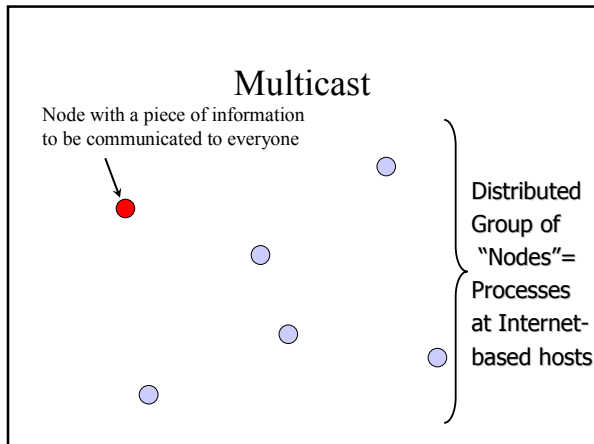 Multicast
Node with a piece of information
to be communicated to everyone
Distributed
Group of
“Nodes”=
Processes
at Internet-
based hosts